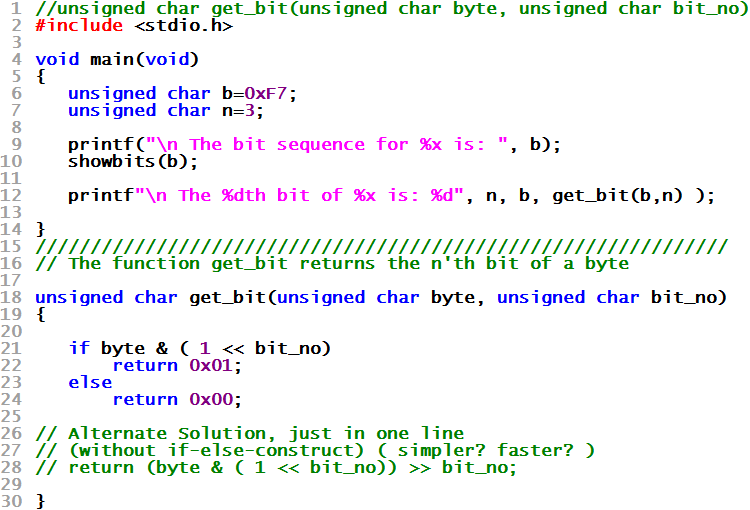 1 //unsigned char get_bit(unsigned char byte, unsigned char bit_no)
2 #include <stdio.h>
3
4 void main(void)
5 {
6 unsigned char b=0xF7;
7 unsigned char n=3;
8
9 printf("\n The bit sequence for %x is: ", b);
10 showbits(b);
11
12 printf"\n The %dth bit of %x is: %d", n, b, get_bit(b,n) );
13
14 }
15 ///////////////////////////////////////////////////////////////
16 // The function get_bit returns the n'th bit of a byte
17
18 unsigned char get_bit(unsigned char byte, unsigned char bit_no)
19 {
20
21 if byte & ( 1 << bit_no)
22 return 0x01;
23 else
24 return 0x00;
25
26 // Alternate Solution, just in one line
27 // (without if-else-construct) ( simpler? faster? )
28 // return (byte & ( 1 << bit_no)) >> bit_no;
29
30 }